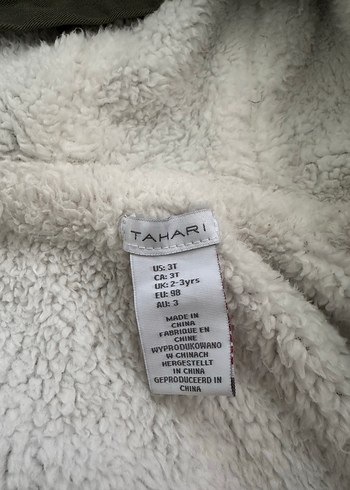 TAHARI
US: 3T
CA: 3T
UK: 2-3yrs
EU: 98
AU: 3
MADE IN
CHINA
FABRIQUE EN
CHINE
WYPRODUKOWANO
W CHINACH
HERGESTELLT
IN CHINA
GEPRODUCEERD IN
CHINA